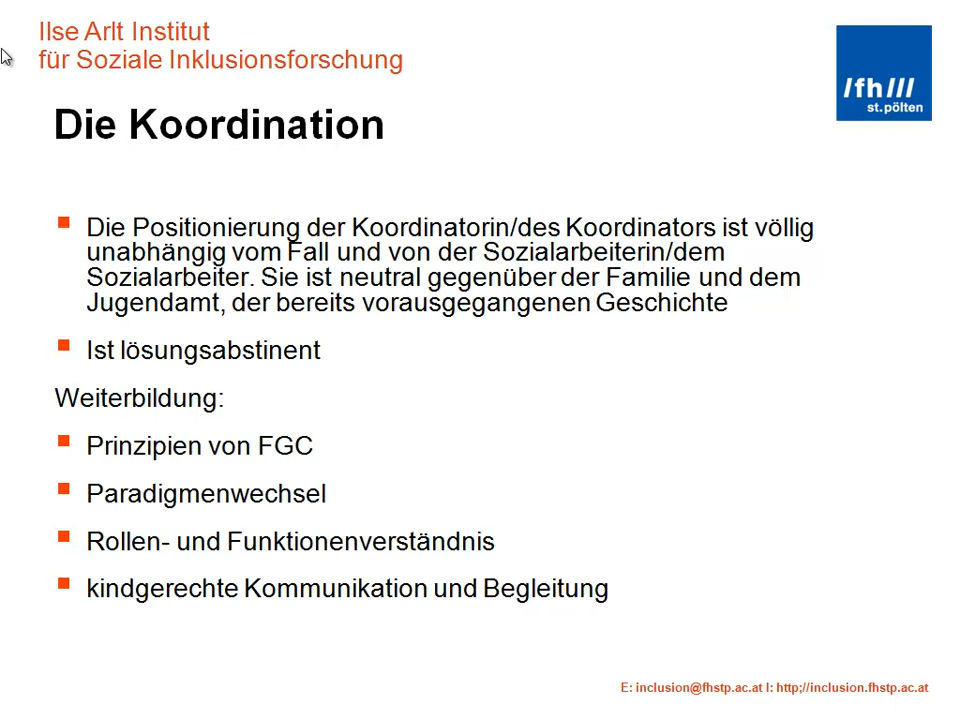 Ilse Arlt Institut
für Soziale Inklusionsforschung
/fh///
st.pölten
Die Koordination
Die Positionierung der Koordinatorin/des Koordinators ist völlig
unabhängig vom Fall und von der Sozialarbeiterin/dem
Sozialarbeiter. Sie ist neutral gegenüber der Familie und dem
Jugendamt, der bereits vorausgegangenen Geschichte
Ist lösungsabstinent
Weiterbildung:
Prinzipien von FGC
Paradigmenwechsel
Rollen- und Funktionenverständnis
kindgerechte Kommunikation und Begleitung
E: inclusion@fhstp.ac.at I: http;//inclusion.fhstp.ac.at